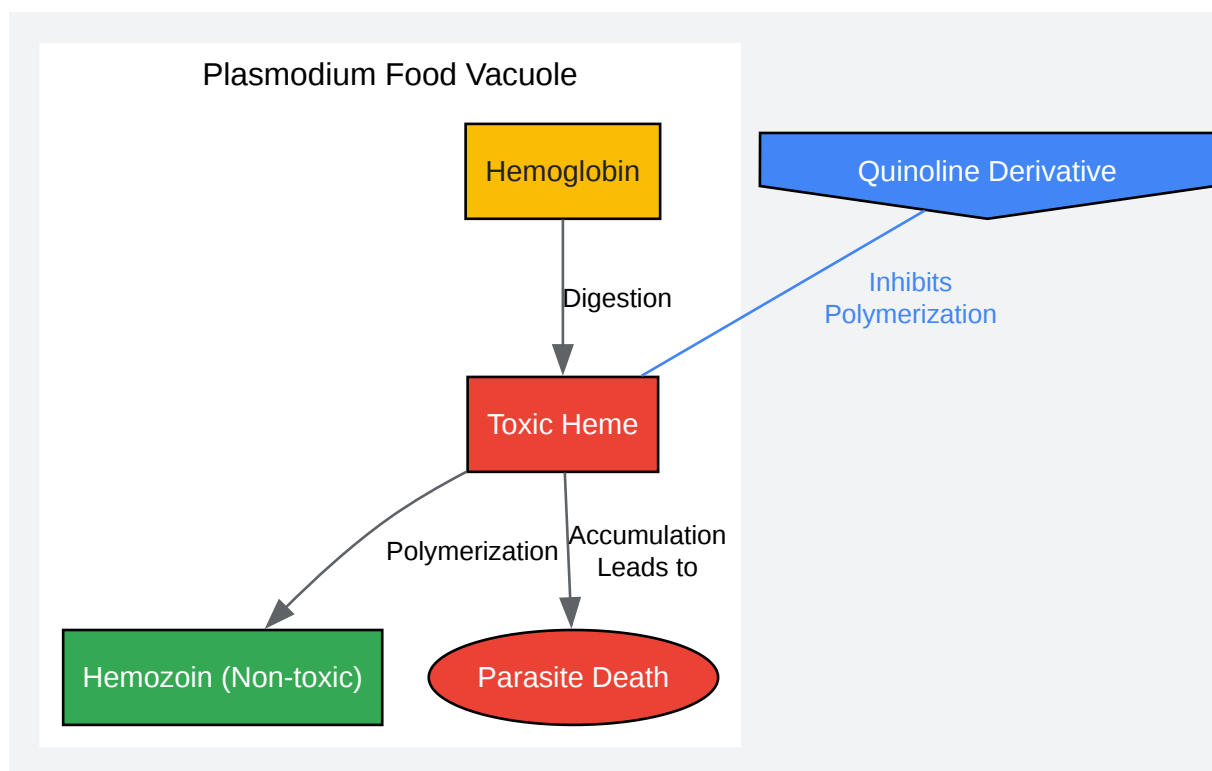 Plasmodium Food Vacuole
Hemoglobin
Quinoline Derivative
Inhibits
Polymerization
Digestion
Toxic Heme
Polymerization
Accumulation
Leads to
Hemozoin (Non-toxic)
Parasite Death